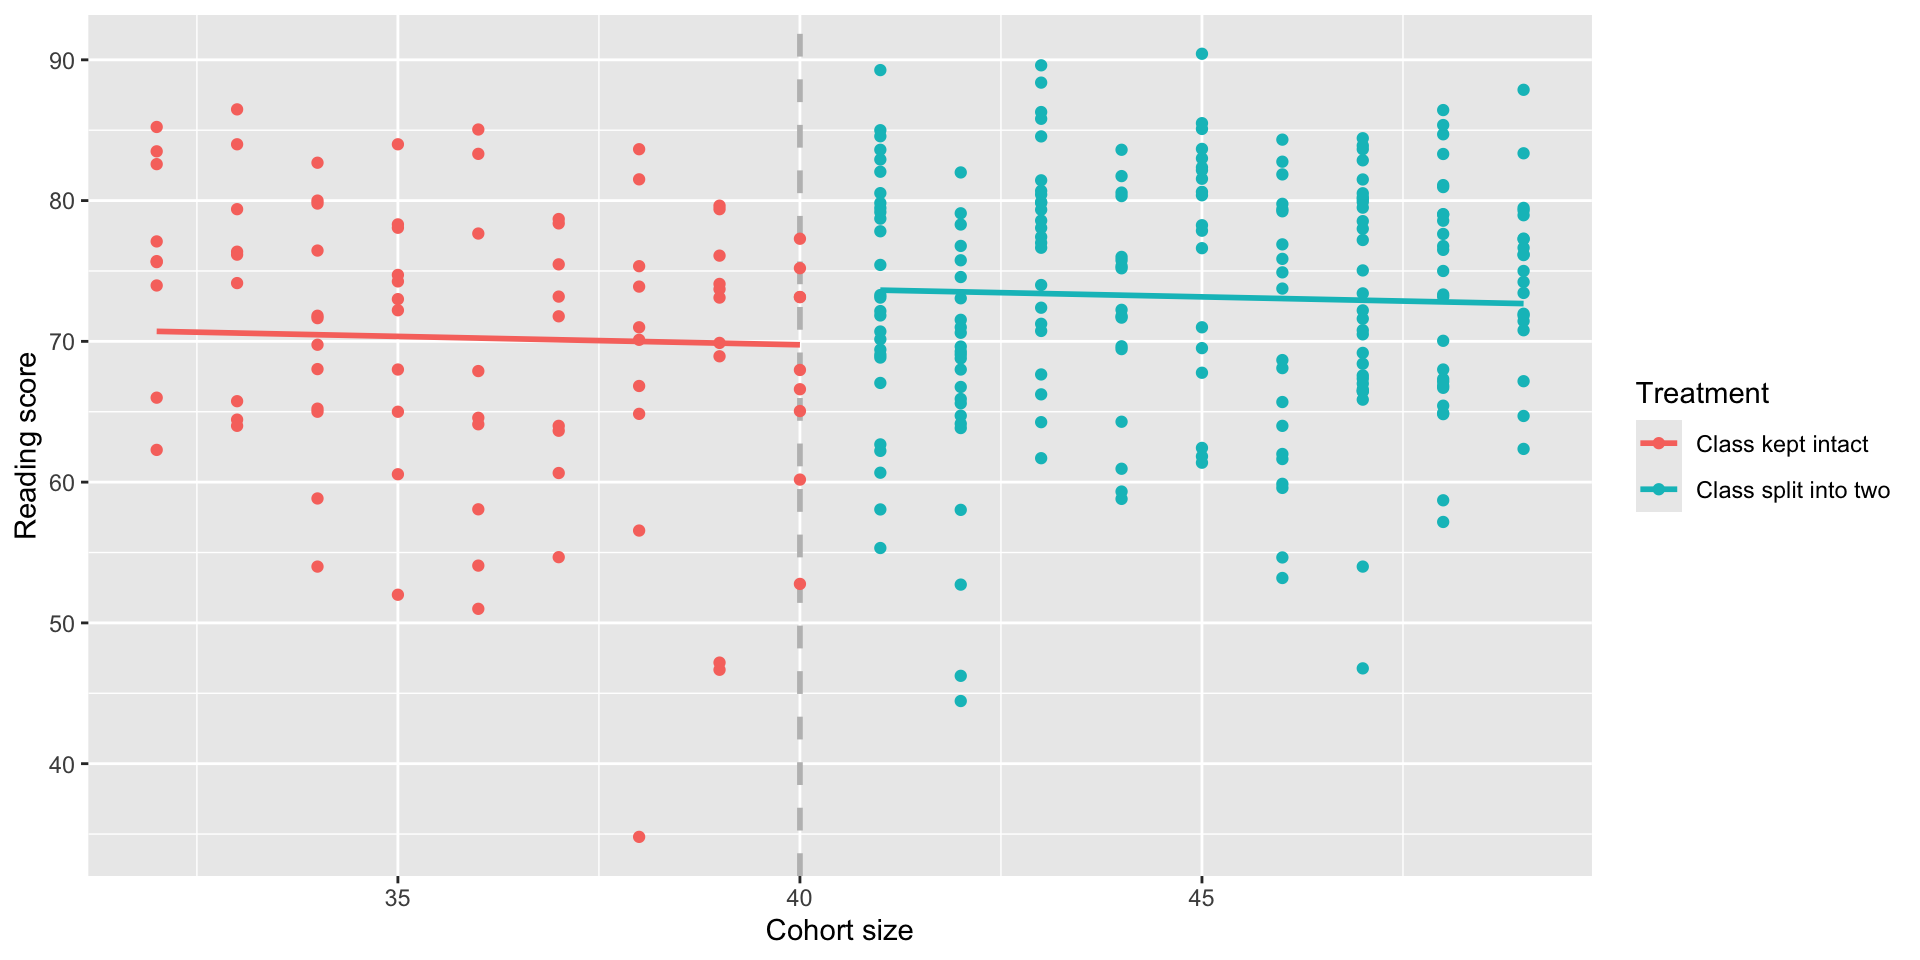 90
80
70
60
50
40
Reading score
35
40
45
Cohort size
Treatment
Class kept intact
Class split into two